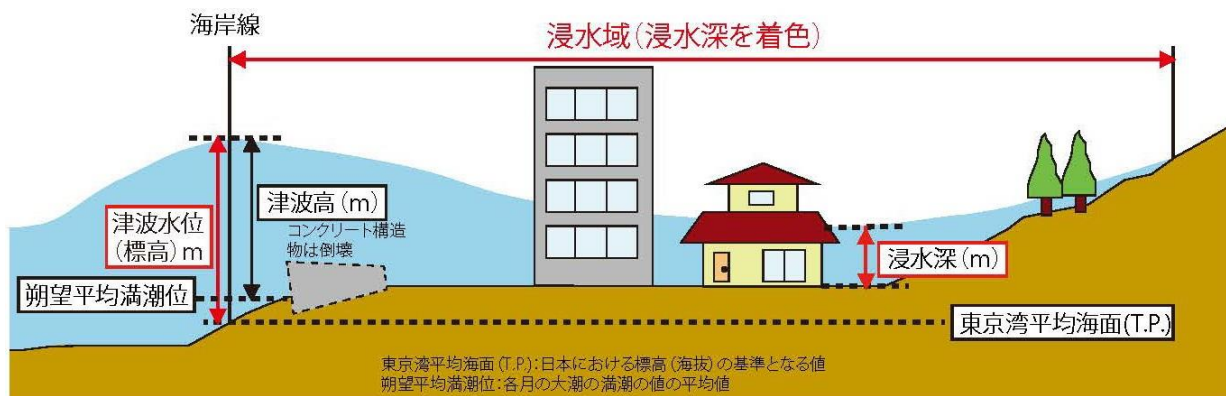 海岸線
浸水域(浸水深を着色)
津波高(m)
コンクリート構造
物は倒壊
津波水位
(標高)m
浸水深(m)
朔望平均満潮位
東京湾平均海面(T.P.)
東京湾平均海面(T.P.):日本における標高(海抜)の基準となる値
朔望平均満潮位:各月の大潮の満潮の値の平均値